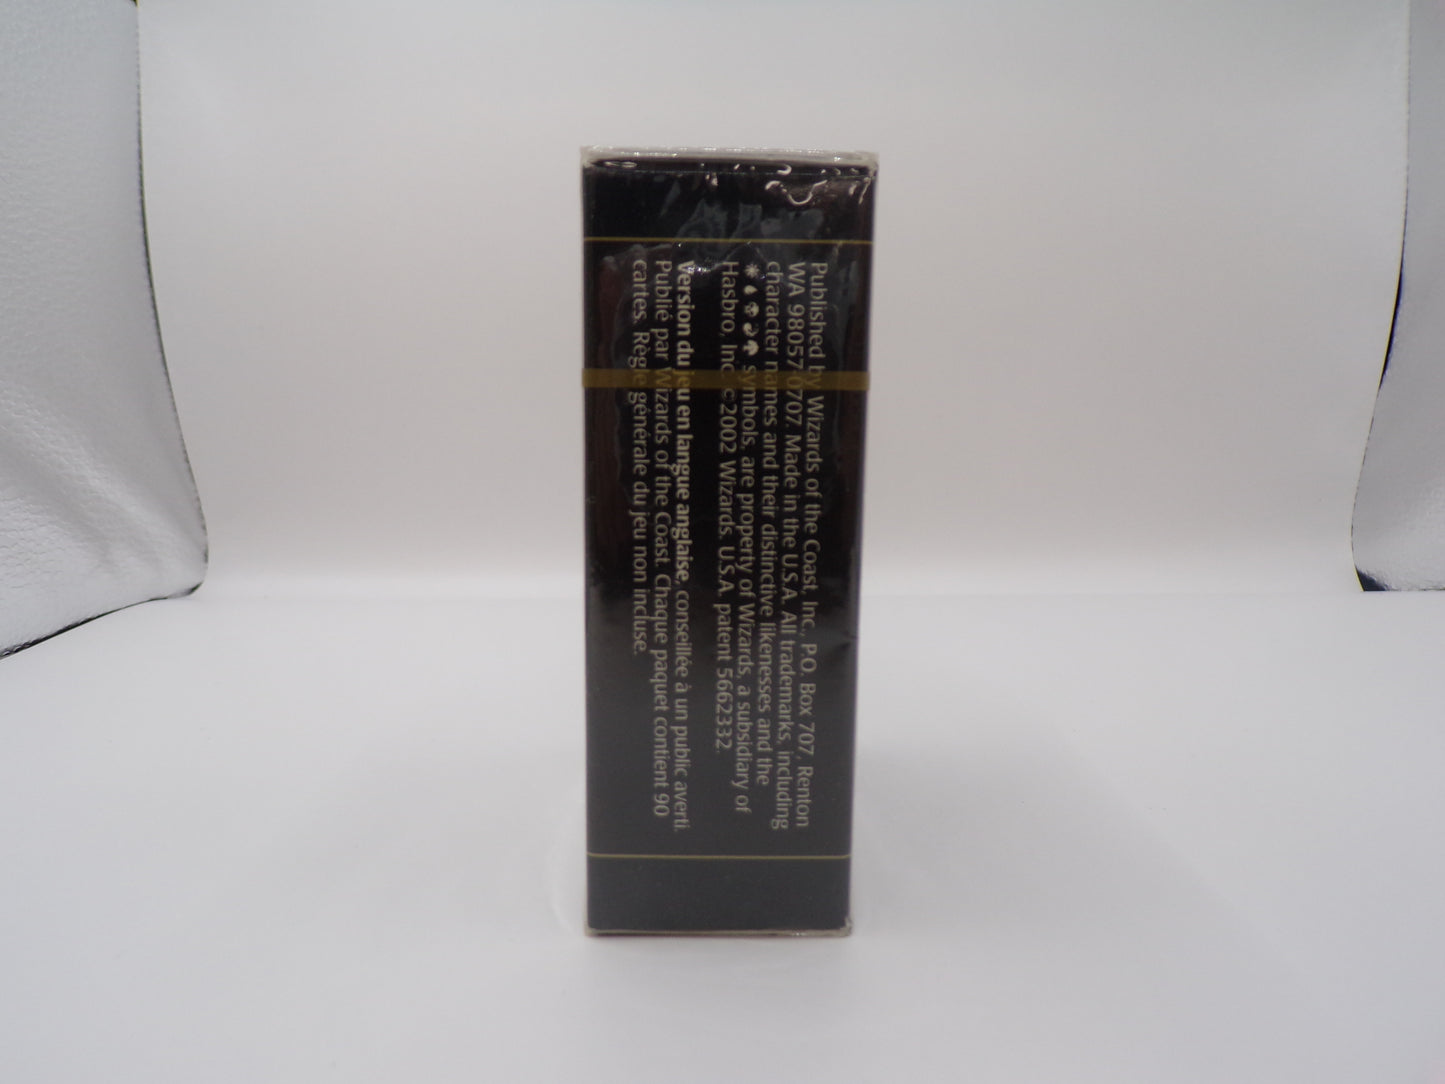 Published by Wizards of the Coast, Inc., P.O. Box 707, Renton
WA 98057-0707. Made in the U.S.A. All trademarks, including
character names and their distinctive likenesses and the
symbols, are property of Wizards, a subsidiary of
Hasbro, Inc. ©2002 Wizards. U.S.A. patent 5662332.
Version du jeu en langue anglaise, conseillée à un public averti.
Publié par Wizards of the Coast. Chaque paquet contient 90
cartes. Règle générale du jeu non incluse.